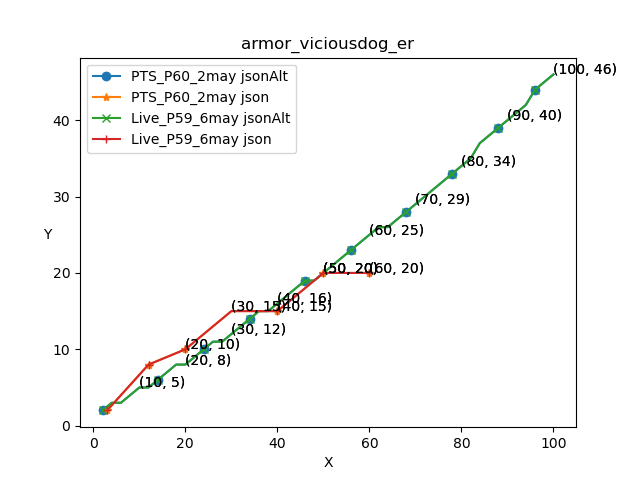 armor_viciousdog_er
PTS_P60_2may jsonAlt
PTS_P60_2may json
Live_P59_6may jsonAlt
Live_P59_6may json
(100, 46)
(90, 40)
(80, 34)
(70, 29)
(60, 25)
(50, 20)
(60, 20)
(40, 16)
(30, 15)
(40, 15)
(30, 12)
(20, 10)
(20, 8)
(10, 5)
Y
40
30
20
10
0
0 20 40 60 80 100
X